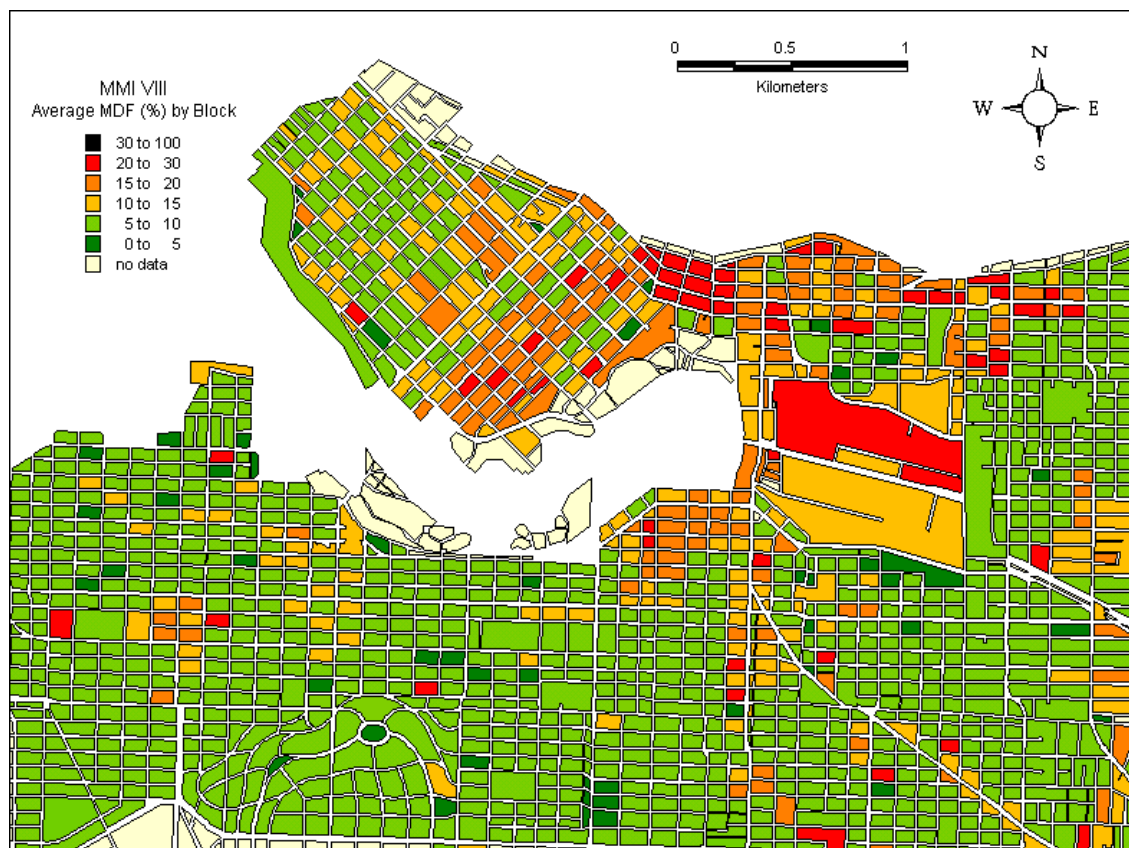 MMI VIII
Average MDF (%) by Block
30 to 100
20 to 30
15 to 20
10 to 15
5 to 10
0 to 5
no data
0 0.5 1
Kilometers
N
W E
S